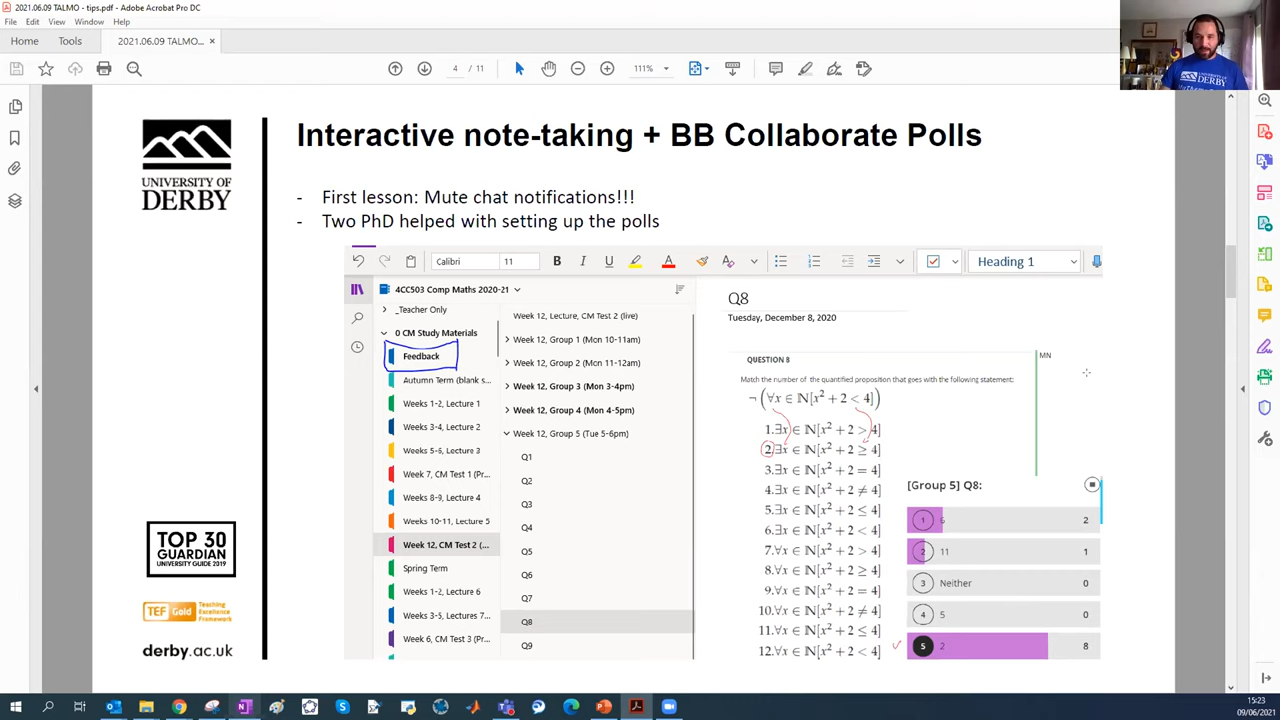 2021.06.09 TALMO - tips.pdf - Adobe Acrobat Pro DC
File Edit View Window Help
Home Tools 2021.06.09 TALMO... ×
4 / 11 111%
UNIVERSITY OF DERBY
UNIVERSITY OF
DERBY
Interactive note-taking + BB Collaborate Polls
- First lesson: Mute chat notifications!!!
- Two PhD helped with setting up the polls
Calibri 11 B I U A Heading 1
4CC503 Comp Maths 2020-21
_Teacher Only
0 CM Study Materials
Feedback
Autumn Term (blank s...
Weeks 1-2, Lecture 1
Weeks 3-4, Lecture 2
Weeks 5-6, Lecture 3
Week 7, CM Test 1 (Pr...
Weeks 8-9, Lecture 4
Weeks 10-11, Lecture 5
Week 12, CM Test 2 (...
Spring Term
Weeks 1-2, Lecture 6
Weeks 3-5, Lectures 7...
Week 6, CM Test 3 (Pr...
Week 12, Lecture, CM Test 2 (live)
Week 12, Group 1 (Mon 10-11am)
Week 12, Group 2 (Mon 11-12am)
Week 12, Group 3 (Mon 3-4pm)
Week 12, Group 4 (Mon 4-5pm)
Week 12, Group 5 (Tue 5-6pm)
Q1
Q2
Q3
Q4
Q5
Q6
Q7
Q8
Q9
Q8
Tuesday, December 8, 2020
QUESTION 8
MN
Match the number of the quantified proposition that goes with the following statement:
¬ (∀x ∈ ℕ[x² + 2 < 4])
1.∃x ∈ ℕ[x² + 2 > 4]
2.∃x ∈ ℕ[x² + 2 ≥ 4]
3.∃x ∈ ℕ[x² + 2 = 4]
4.∃x ∈ ℕ[x² + 2 ≠ 4]
5.∃x ∈ ℕ[x² + 2 ≤ 4]
6.∃x ∈ ℕ[x² + 2 < 4]
7.∀x ∈ ℕ[x² + 2 > 4]
8.∀x ∈ ℕ[x² + 2 ≥ 4]
9.∀x ∈ ℕ[x² + 2 = 4]
10.∀x ∈ ℕ[x² + 2 ≠ 4]
11.∀x ∈ ℕ[x² + 2 ≤ 4]
12.∀x ∈ ℕ[x² + 2 < 4]
[Group 5] Q8:
1 6 2
2 11 1
3 Neither 0
4 5 0
5 2 8
TOP 30
GUARDIAN
UNIVERSITY GUIDE 2019
TEF Gold Teaching Excellence Framework
derby.ac.uk
15:23
09/06/2021